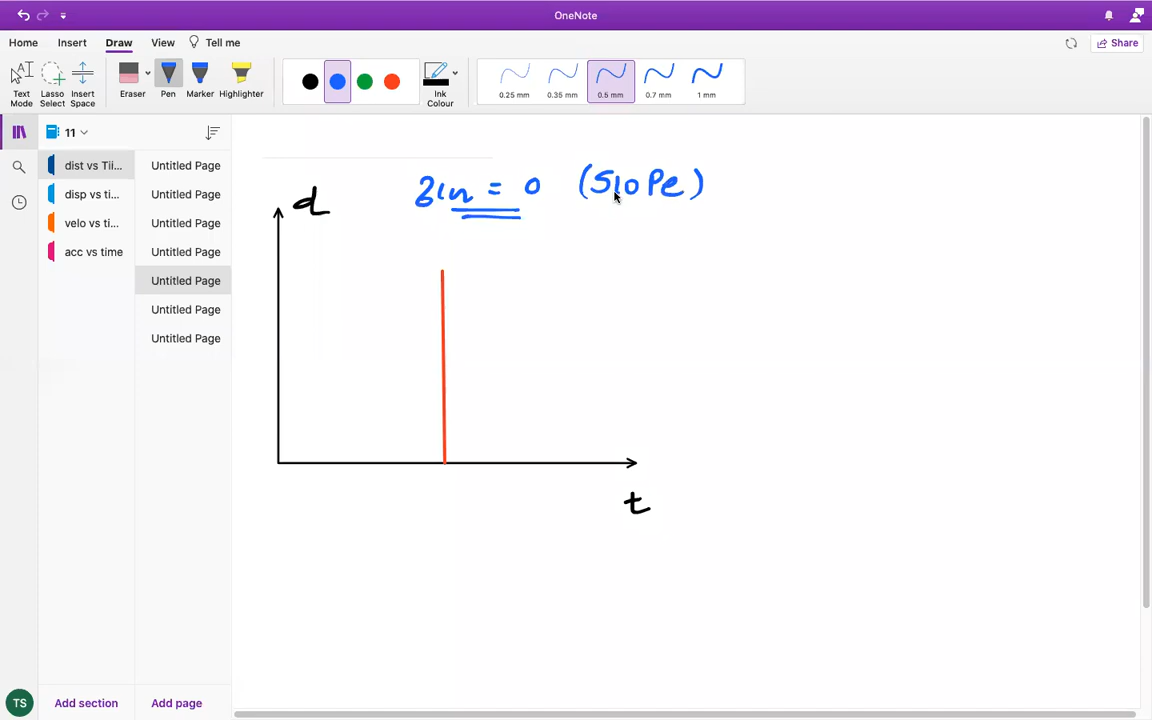 OneNote
Home Insert Draw View Tell me Share
Text Mode
Lasso Select
Insert Space
Eraser
Pen
Marker
Highlighter
Ink Colour
0.25 mm 0.35 mm 0.5 mm 0.7 mm 1 mm
11
dist vs Tii...
disp vs ti...
velo vs ti...
acc vs time
Untitled Page
Untitled Page
Untitled Page
Untitled Page
Untitled Page
Untitled Page
Untitled Page
= 0 (SloPe)
d
t
TS
Add section Add page